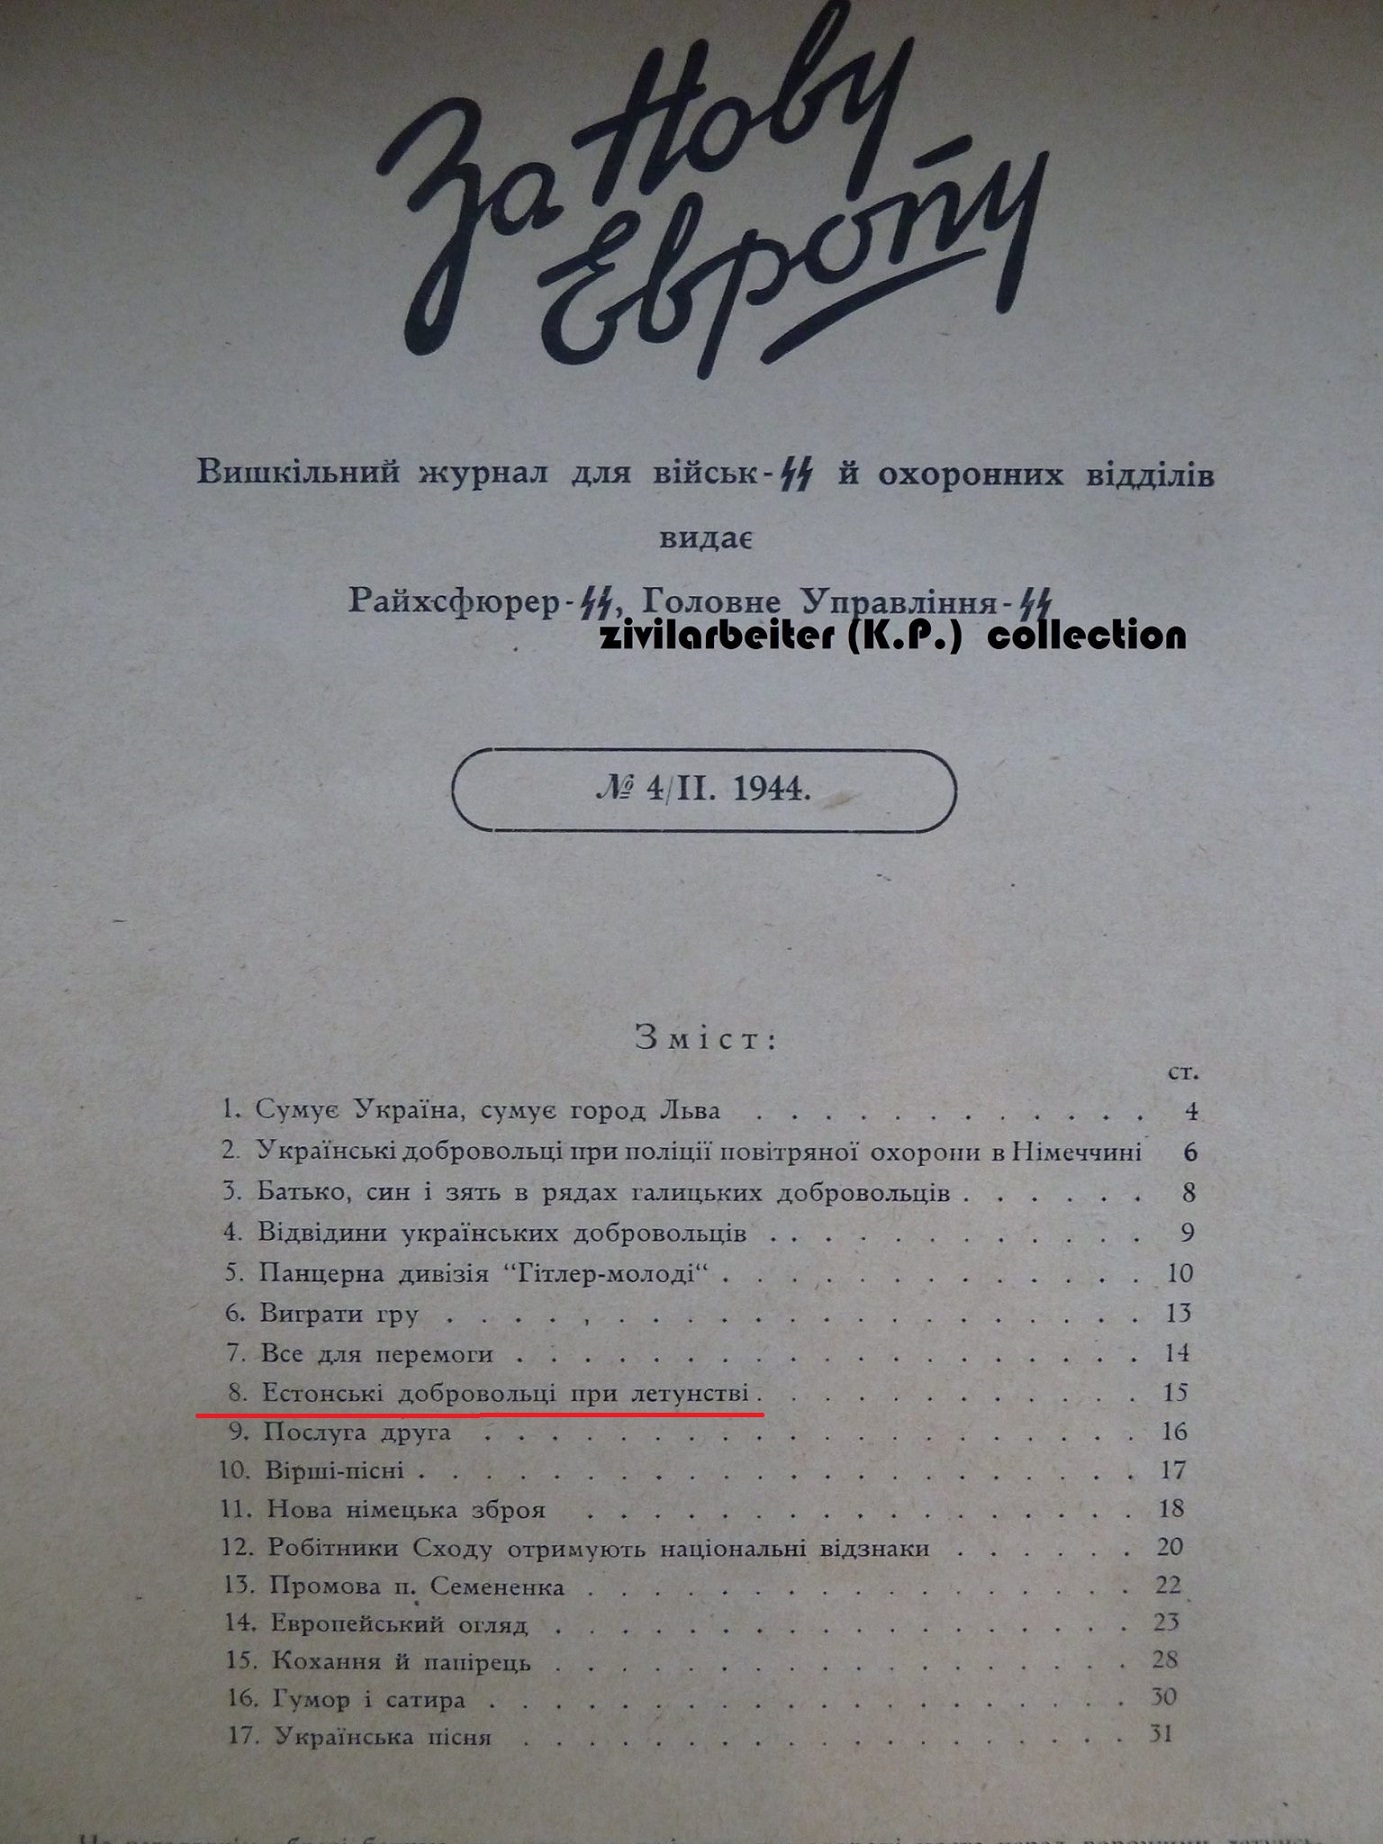 За Нову
Европу
Вишкільний журнал для військ-ᛋᛋ й охоронних відділів
видає
Райхсфюрер-ᛋᛋ, Головне Управління-ᛋᛋ
zivilarbeiter (K.P.) collection
№ 4/II. 1944.
Зміст:
ст.
1. Сумує Україна, сумує город Льва . . . . . . . . . . . . 4
2. Українські добровольці при поліції повітряної охорони в Німеччині 6
3. Батько, син і зять в рядах галицьких добровольців . . . . . . 8
4. Відвідини українських добровольців . . . . . . . . . . . . 9
5. Панцерна дивізія “Гітлер-молоді“ . . . . . . . . . . . . . 10
6. Виграти гру . . . . , . . . . . . . . . . . . . . . . 13
7. Все для перемоги . . . . . . . . . . . . . . . . . . . 14
8. Естонські добровольці при летунстві . . . . . . . . . . . . 15
9. Послуга друга . . . . . . . . . . . . . . . . . . . . 16
10. Вірші-пісні . . . . . . . . . . . . . . . . . . . . . . 17
11. Нова німецька зброя . . . . . . . . . . . . . . . . . 18
12. Робітники Сходу отримують національні відзнаки . . . . . . 20
13. Промова п. Семененка . . . . . . . . . . . . . . . . . 22
14. Европейський огляд . . . . . . . . . . . . . . . . . . 23
15. Кохання й папірець . . . . . . . . . . . . . . . . . . 28
16. Гумор і сатира . . . . . . . . . . . . . . . . . . . . 30
17. Українська пісня . . . . . . . . . . . . . . . . . . . 31